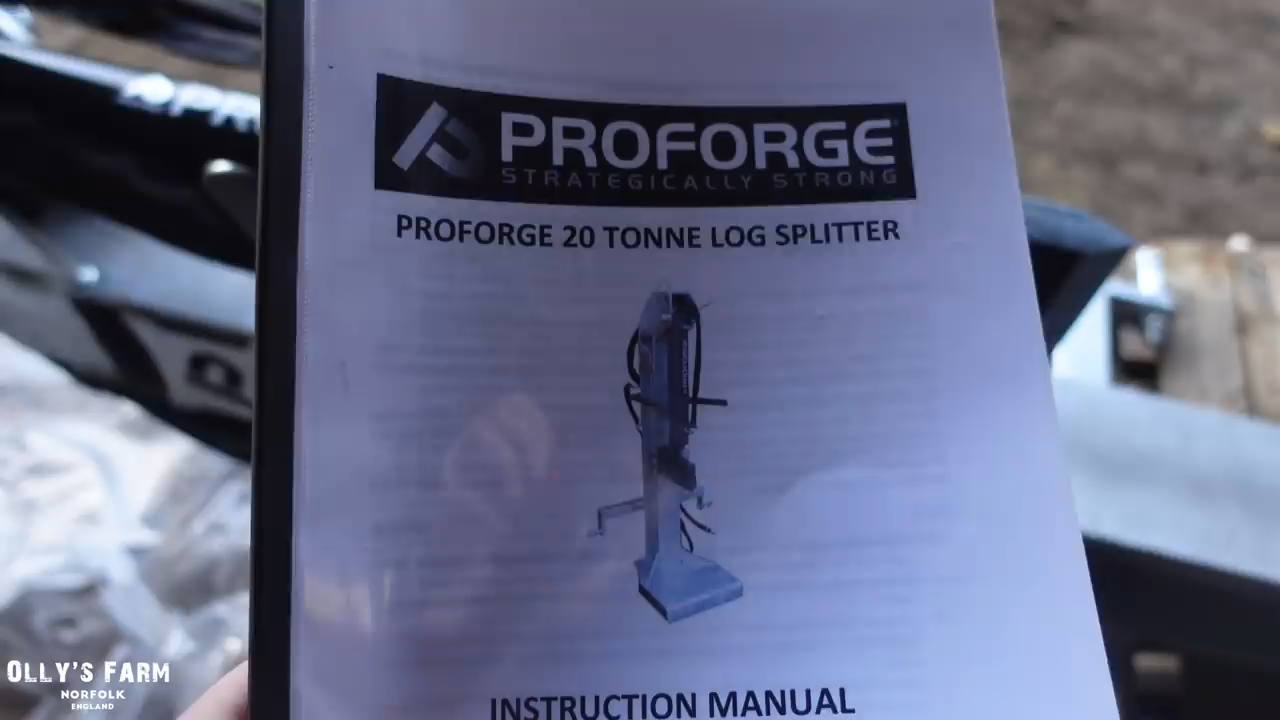 PROFORGE
STRATEGICALLY STRONG
PROFORGE 20 TONNE LOG SPLITTER
INSTRUCTION MANUAL
OLLY'S FARM
NORFOLK
ENGLAND